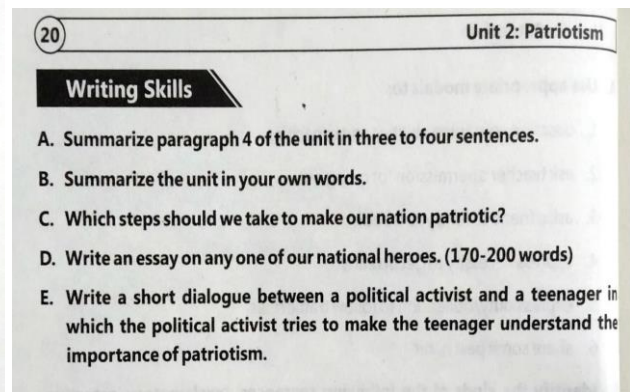 20
Unit 2: Patriotism
Writing Skills
A. Summarize paragraph 4 of the unit in three to four sentences.
B. Summarize the unit in your own words.
C. Which steps should we take to make our nation patriotic?
D. Write an essay on any one of our national heroes. (170-200 words)
E. Write a short dialogue between a political activist and a teenager in
which the political activist tries to make the teenager understand the
importance of patriotism.